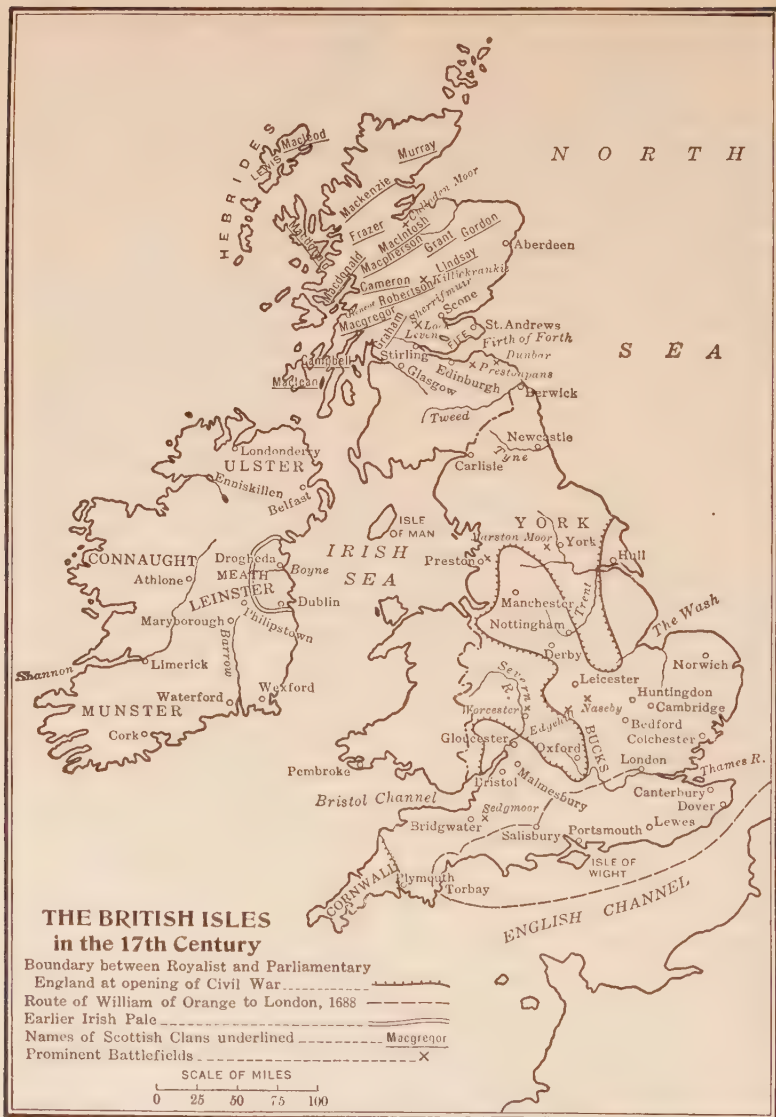 HEBRIDES
LEWIS
Macleod
Murray
NORTH
SEA
Mackenzie
Culloden Moor
Frazer
MacIntosh
Macpherson
Grant
Gordon
Macdonald
Macdonald
Aberdeen
Cameron
Lindsay
Killiekrankie
Robertson
Sherrifmuir
Macgregor
Scone
Graham
Loch
Leven
FIFE
St. Andrews
Firth of Forth
Stirling
Dunbar
Campbell
Edinburgh
Prestonpans
Maclean
Glasgow
Berwick
Tweed
Newcastle
Tyne
Carlisle
Londonderry
ULSTER
Enniskillen
Belfast
ISLE
OF MAN
IRISH
SEA
YORK
Marston Moor
York
Preston
Hull
CONNAUGHT
Drogheda
MEATH
Boyne
Athlone
LEINSTER
Dublin
Philipstown
Maryborough
Barrow
Shannon
Limerick
Waterford
Wexford
MUNSTER
Cork
Manchester
Trent
The Wash
Nottingham
Derby
Norwich
Leicester
Severn
R.
Huntingdon
Naseby
Cambridge
Worcester
Edgehill
Bedford
BUCKS
Colchester
Gloucester
Oxford
London
Thames R.
Pembroke
Bristol
Malmesbury
Canterbury
Bristol Channel
Dover
Sedgmoor
Bridgwater
Salisbury
Portsmouth
Lewes
ISLE OF
WIGHT
CORNWALL
Plymouth
Torbay
ENGLISH CHANNEL
THE BRITISH ISLES
in the 17th Century
Boundary between Royalist and Parliamentary
England at opening of Civil War
Route of William of Orange to London, 1688
Earlier Irish Pale
Names of Scottish Clans underlined Macgregor
Prominent Battlefields
SCALE OF MILES
0 25 50 75 100